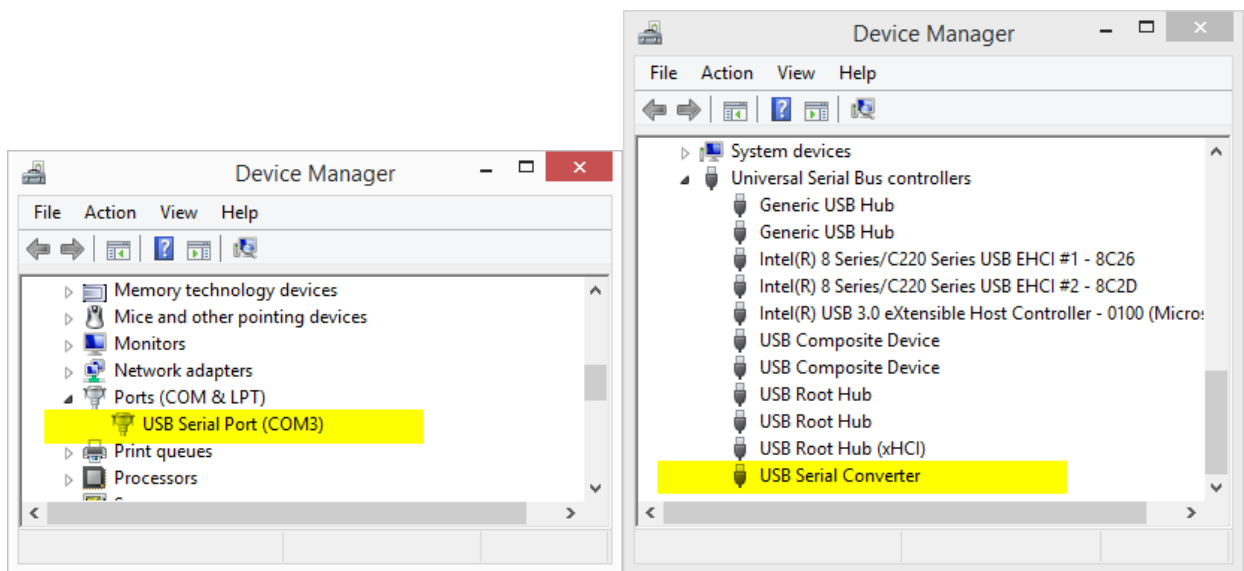 Device Manager
File Action View Help
Memory technology devices
Mice and other pointing devices
Monitors
Network adapters
Ports (COM & LPT)
USB Serial Port (COM3)
Print queues
Processors
Device Manager
File Action View Help
System devices
Universal Serial Bus controllers
Generic USB Hub
Generic USB Hub
Intel(R) 8 Series/C220 Series USB EHCI #1 - 8C26
Intel(R) 8 Series/C220 Series USB EHCI #2 - 8C2D
Intel(R) USB 3.0 eXtensible Host Controller - 0100 (Micro
USB Composite Device
USB Composite Device
USB Root Hub
USB Root Hub
USB Root Hub (xHCI)
USB Serial Converter